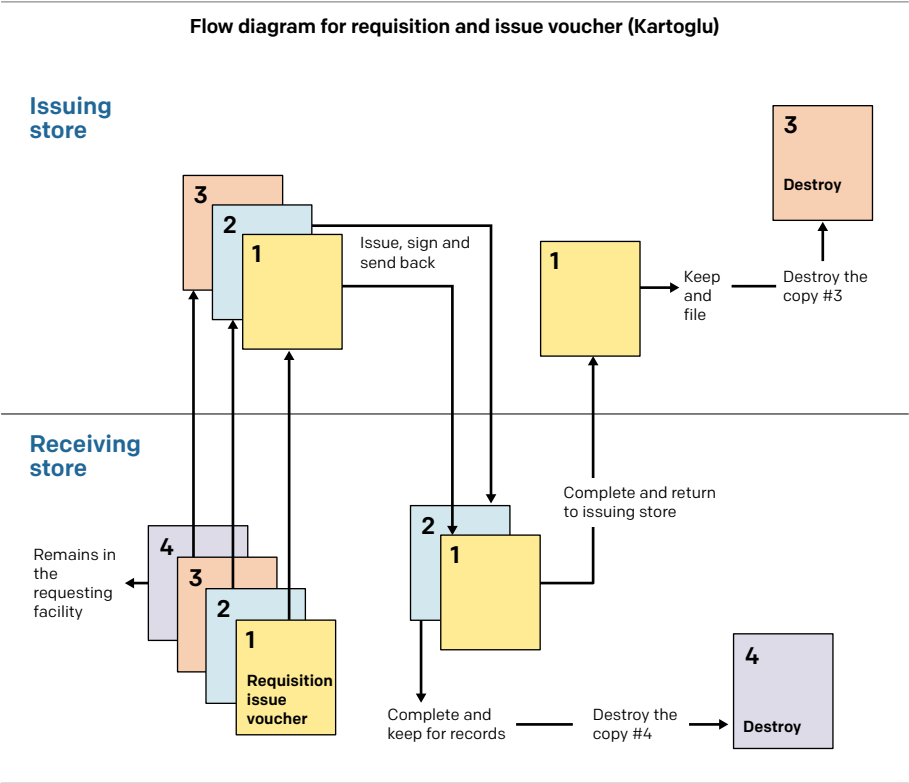 Flow diagram for requisition and issue voucher (Kartoglu)
Issuing
store
3
2
1
Issue, sign and
send back
1
Keep
and
file
Destroy the
copy #3
3
Destroy
Receiving
store
Remains in
the
requesting
facility
4
3
2
1
Requisition
issue
voucher
2
1
Complete and return
to issuing store
Complete and
keep for records
Destroy the
copy #4
4
Destroy